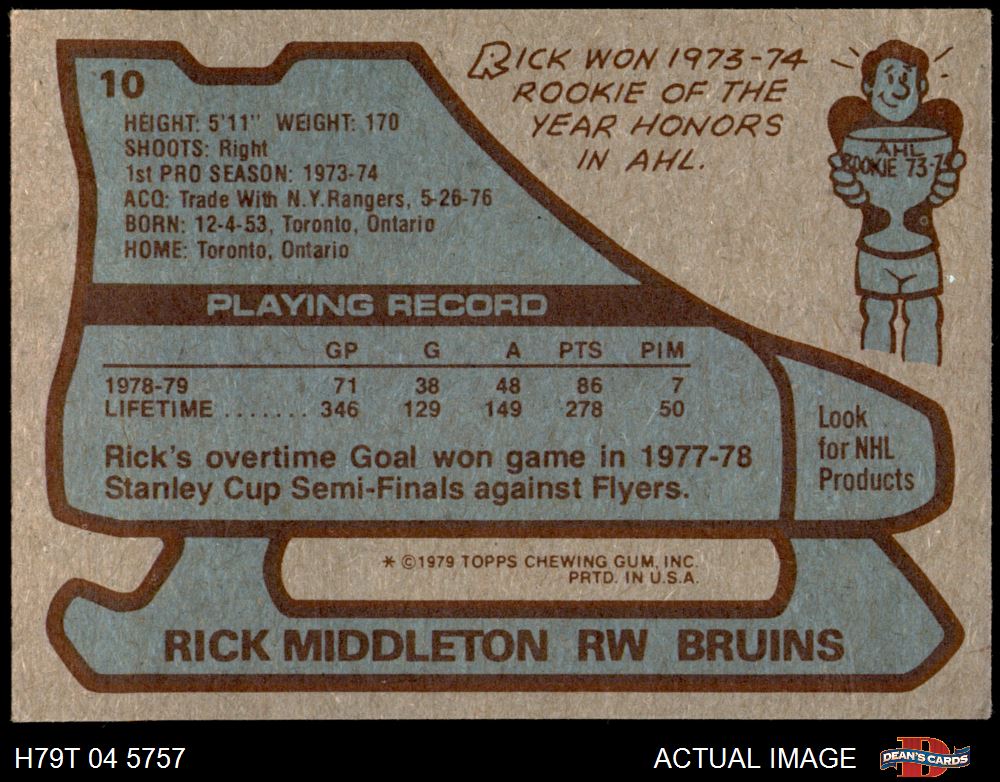 10
HEIGHT: 5'11" WEIGHT: 170
SHOOTS: Right
1st PRO SEASON: 1973-74
ACQ: Trade With N.Y. Rangers, 5-26-76
BORN: 12-4-53, Toronto, Ontario
HOME: Toronto, Ontario
RICK WON 1973-74
ROOKIE OF THE
YEAR HONORS
IN AHL.
AHL
ROOKIE 73-74
PLAYING RECORD
GP G A PTS PIM
1978-79 71 38 48 86 7
LIFETIME ....... 346 129 149 278 50
Rick's overtime Goal won game in 1977-78
Stanley Cup Semi-Finals against Flyers.
Look
for NHL
Products
* ©1979 TOPPS CHEWING GUM, INC.
PRTD. IN U.S.A.
RICK MIDDLETON RW BRUINS
H79T 04 5757
ACTUAL IMAGE
DEAN'S CARDS